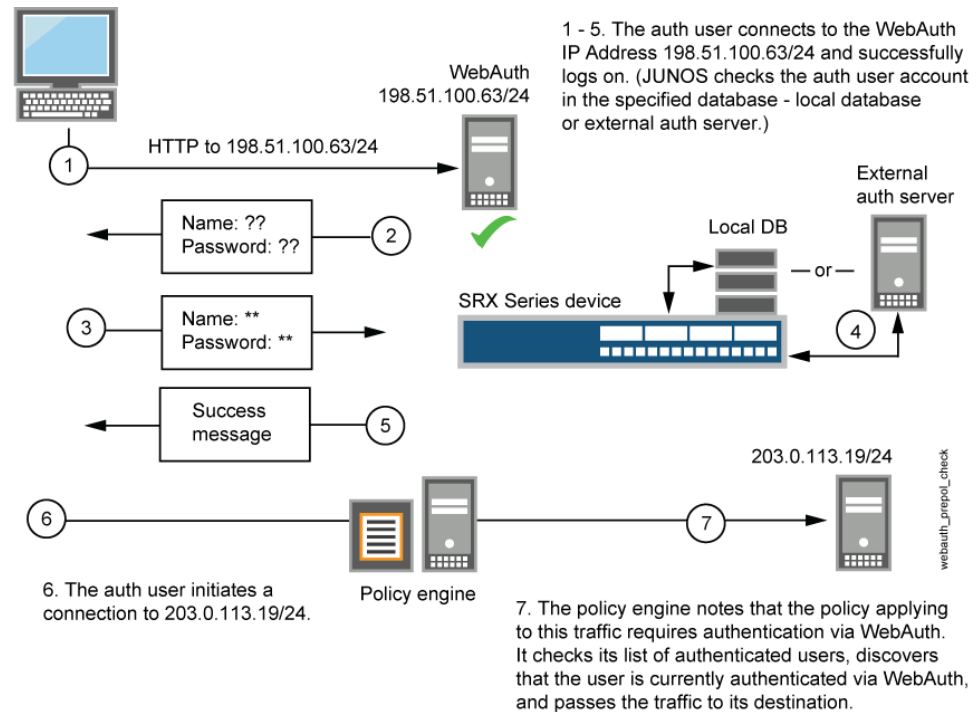 1 - 5. The auth user connects to the WebAuth
IP Address 198.51.100.63/24 and successfully
logs on. (JUNOS checks the auth user account
in the specified database - local database
or external auth server.)
WebAuth
198.51.100.63/24
1
HTTP to 198.51.100.63/24
External
auth server
Name: ??
Password: ??
2
Local DB
or
SRX Series device
3
Name: **
Password: **
4
Success
message
5
203.0.113.19/24
6
7
webauth_prepol_check
Policy engine
6. The auth user initiates a
connection to 203.0.113.19/24.
7. The policy engine notes that the policy applying
to this traffic requires authentication via WebAuth.
It checks its list of authenticated users, discovers
that the user is currently authenticated via WebAuth,
and passes the traffic to its destination.